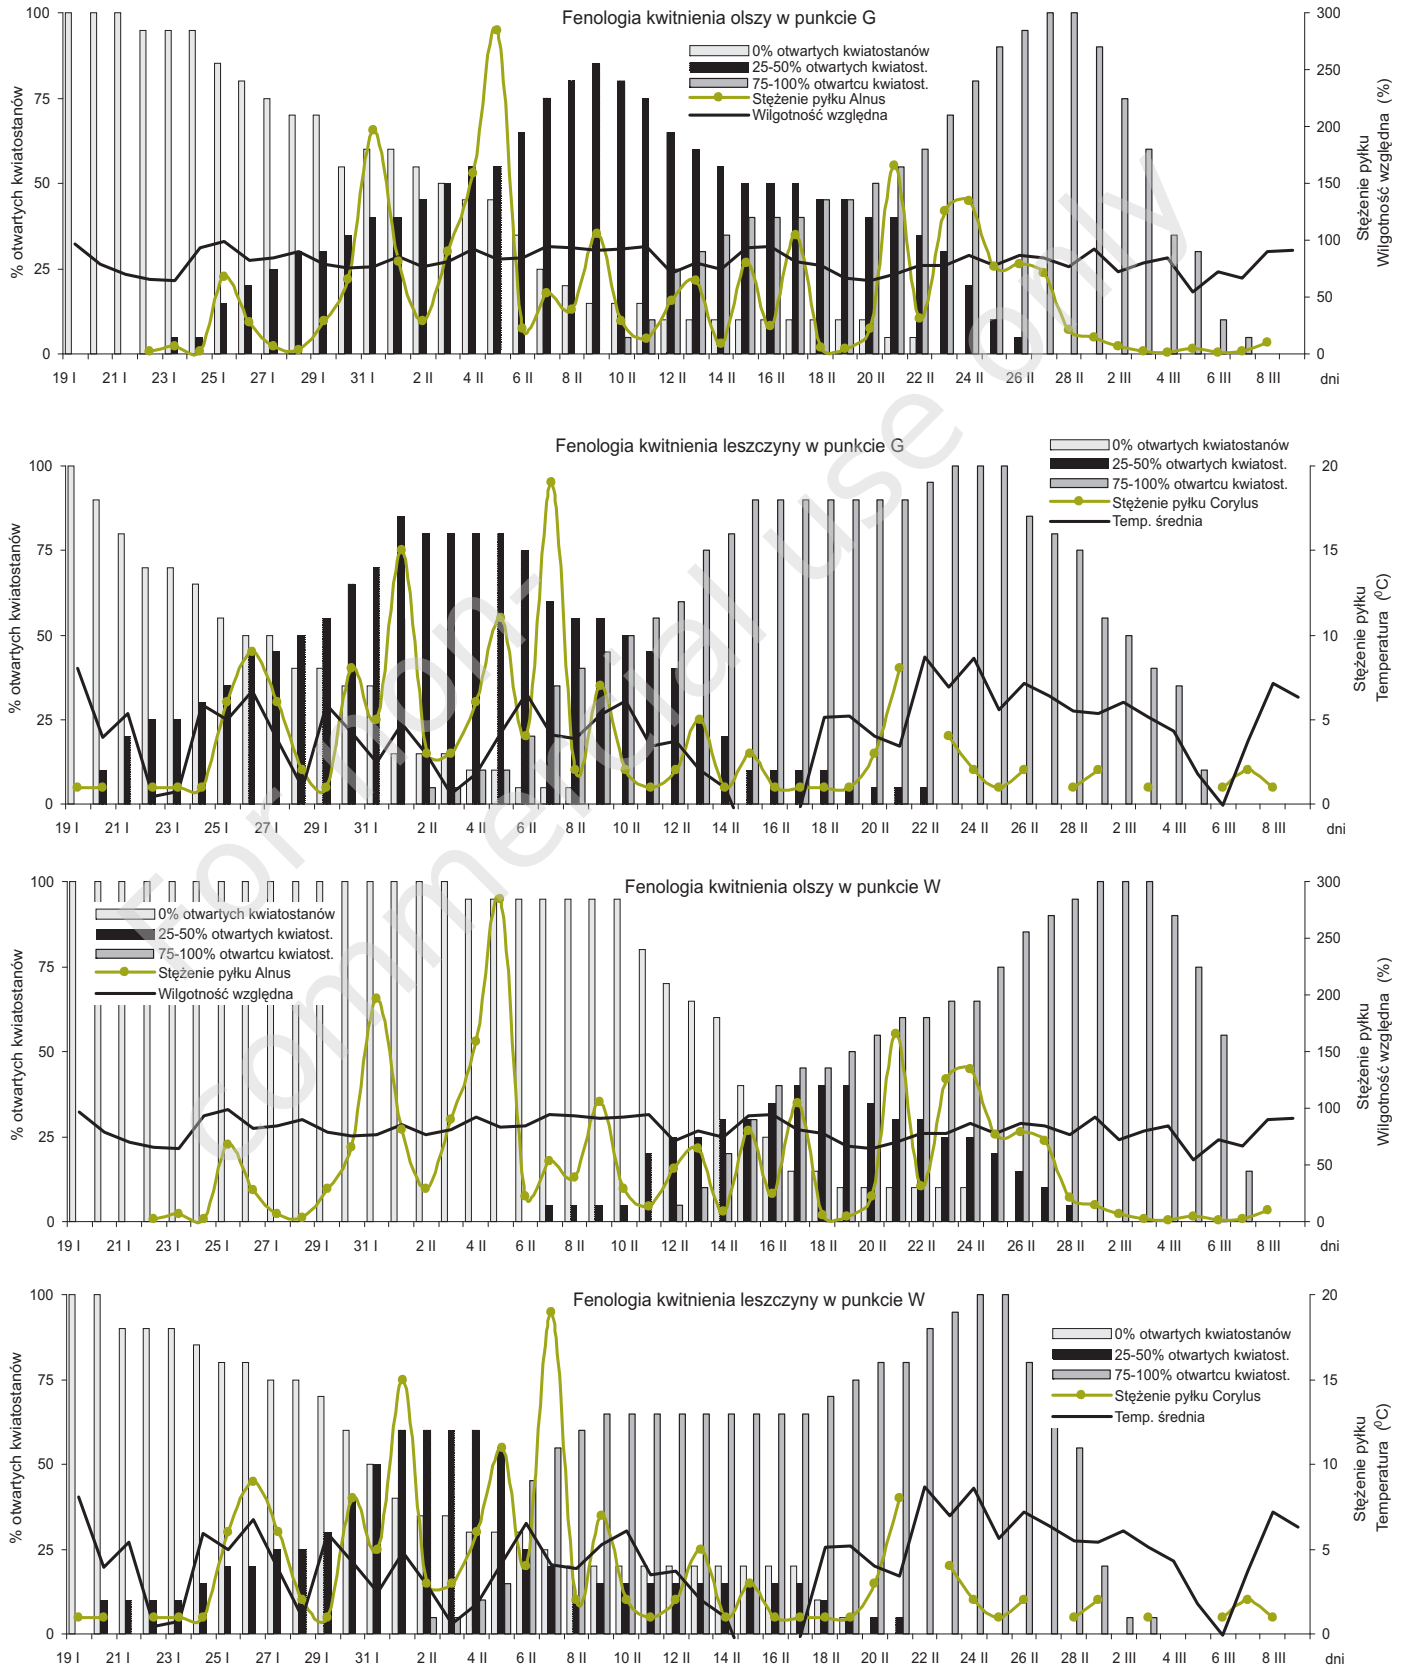 Fenologia kwitnienia olszy w punkcie G
0% otwartych kwiatostanów
25-50% otwartych kwiatost.
75-100% otwartcu kwiatost.
Stężenie pyłku Alnus
Wilgotność względna
% otwartych kwiatostanów
100
75
50
25
0
300
250
200
150
100
50
0
Stężenie pyłku
Wilgotność względna (%)
19 I 21 I 23 I 25 I 27 I 29 I 31 I 2 II 4 II 6 II 8 II 10 II 12 II 14 II 16 II 18 II 20 II 22 II 24 II 26 II 28 II 2 III 4 III 6 III 8 III dni
Fenologia kwitnienia leszczyny w punkcie G
0% otwartych kwiatostanów
25-50% otwartych kwiatost.
75-100% otwartcu kwiatost.
Stężenie pyłku Corylus
Temp. średnia
% otwartych kwiatostanów
100
75
50
25
0
20
15
10
5
0
Stężenie pyłku
Temperatura (⁰C)
19 I 21 I 23 I 25 I 27 I 29 I 31 I 2 II 4 II 6 II 8 II 10 II 12 II 14 II 16 II 18 II 20 II 22 II 24 II 26 II 28 II 2 III 4 III 6 III 8 III dni
Fenologia kwitnienia olszy w punkcie W
0% otwartych kwiatostanów
25-50% otwartych kwiatost.
75-100% otwartcu kwiatost.
Stężenie pyłku Alnus
Wilgotność względna
% otwartych kwiatostanów
100
75
50
25
0
300
250
200
150
100
50
0
Stężenie pyłku
Wilgotność względna (%)
19 I 21 I 23 I 25 I 27 I 29 I 31 I 2 II 4 II 6 II 8 II 10 II 12 II 14 II 16 II 18 II 20 II 22 II 24 II 26 II 28 II 2 III 4 III 6 III 8 III dni
Fenologia kwitnienia leszczyny w punkcie W
0% otwartych kwiatostanów
25-50% otwartych kwiatost.
75-100% otwartcu kwiatost.
Stężenie pyłku Corylus
Temp. średnia
% otwartych kwiatostanów
100
75
50
25
0
20
15
10
5
0
Stężenie pyłku
Temperatura (⁰C)
19 I 21 I 23 I 25 I 27 I 29 I 31 I 2 II 4 II 6 II 8 II 10 II 12 II 14 II 16 II 18 II 20 II 22 II 24 II 26 II 28 II 2 III 4 III 6 III 8 III dni
For non-
commercial use only